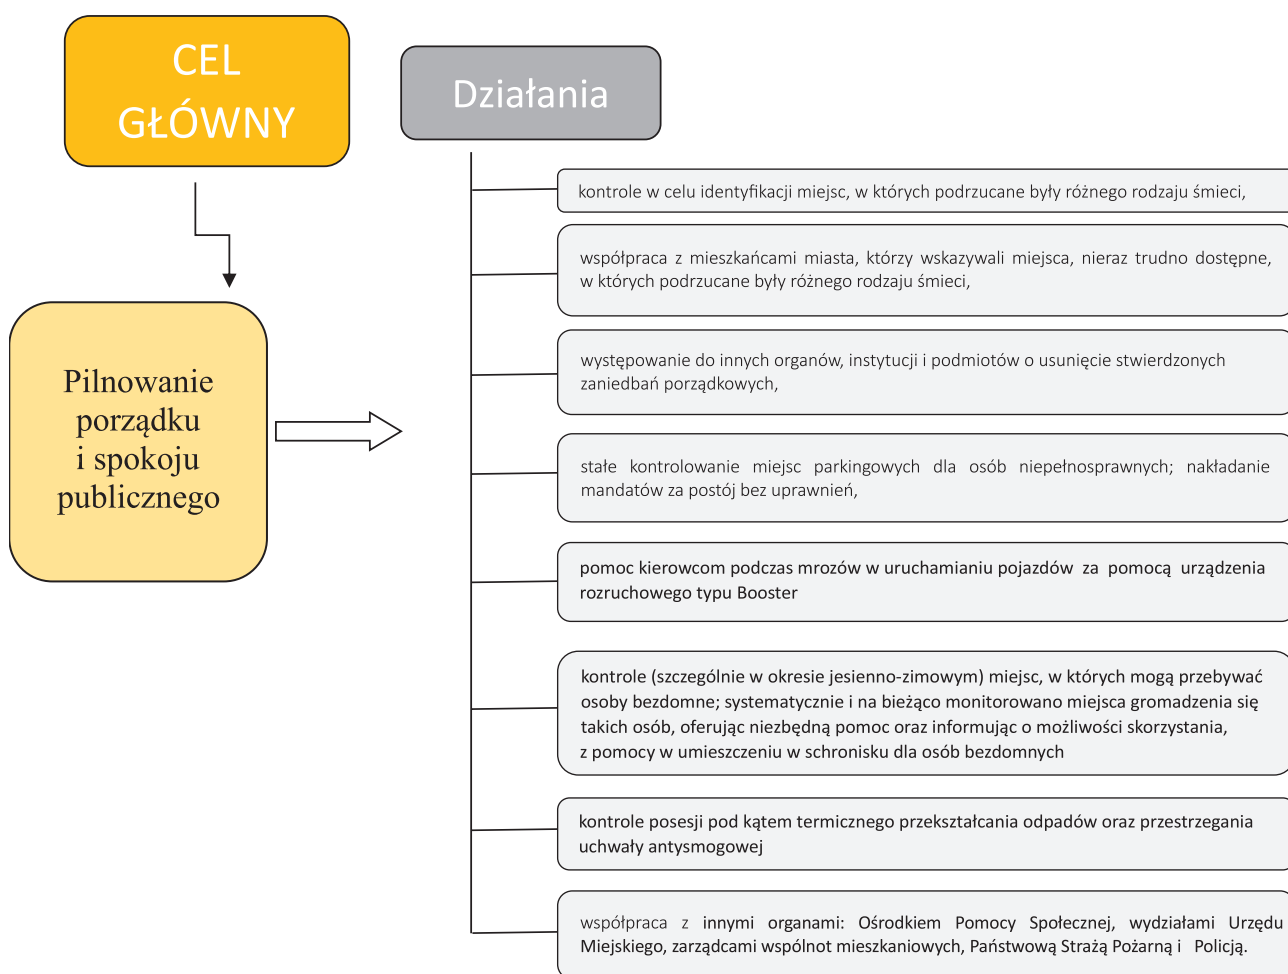 CEL
GŁÓWNY
Działania
Pilnowanie
porządku
i spokoju
publicznego
kontrole w celu identyfikacji miejsc, w których podrzucane były różnego rodzaju śmieci,
współpraca z mieszkańcami miasta, którzy wskazywali miejsca, nieraz trudno dostępne,
w których podrzucane były różnego rodzaju śmieci,
występowanie do innych organów, instytucji i podmiotów o usunięcie stwierdzonych
zaniedbań porządkowych,
stałe kontrolowanie miejsc parkingowych dla osób niepełnosprawnych; nakładanie
mandatów za postój bez uprawnień,
pomoc kierowcom podczas mrozów w uruchamianiu pojazdów za pomocą urządzenia
rozruchowego typu Booster
kontrole (szczególnie w okresie jesienno-zimowym) miejsc, w których mogą przebywać
osoby bezdomne; systematycznie i na bieżąco monitorowano miejsca gromadzenia się
takich osób, oferując niezbędną pomoc oraz informując o możliwości skorzystania,
z pomocy w umieszczeniu w schronisku dla osób bezdomnych
kontrole posesji pod kątem termicznego przekształcania odpadów oraz przestrzegania
uchwały antysmogowej
współpraca z innymi organami: Ośrodkiem Pomocy Społecznej, wydziałami Urzędu
Miejskiego, zarządcami wspólnot mieszkaniowych, Państwową Strażą Pożarną i Policją.